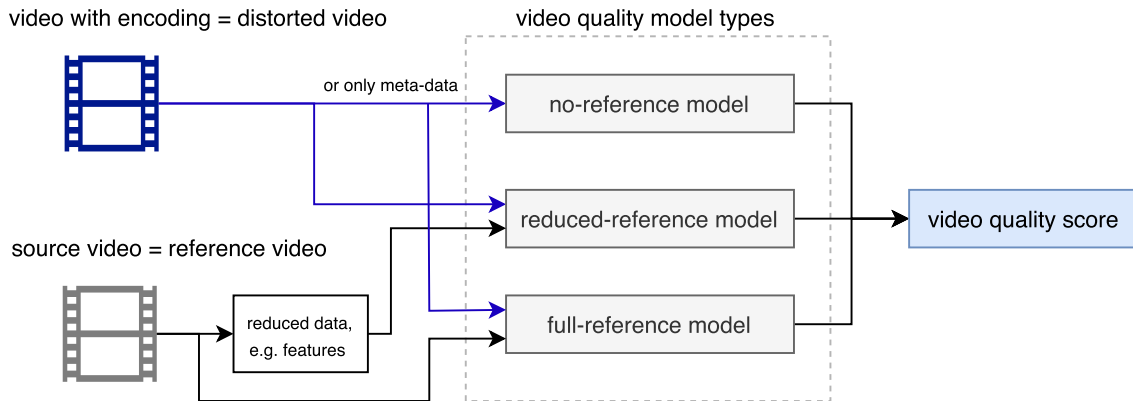 video with encoding = distorted video
video quality model types
or only meta-data
no-reference model
reduced-reference model
video quality score
source video = reference video
reduced data,
e.g. features
full-reference model